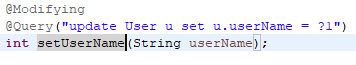 @Modifying
@Query("update User u set u.userName = ?1")
int setUserName(String userName);